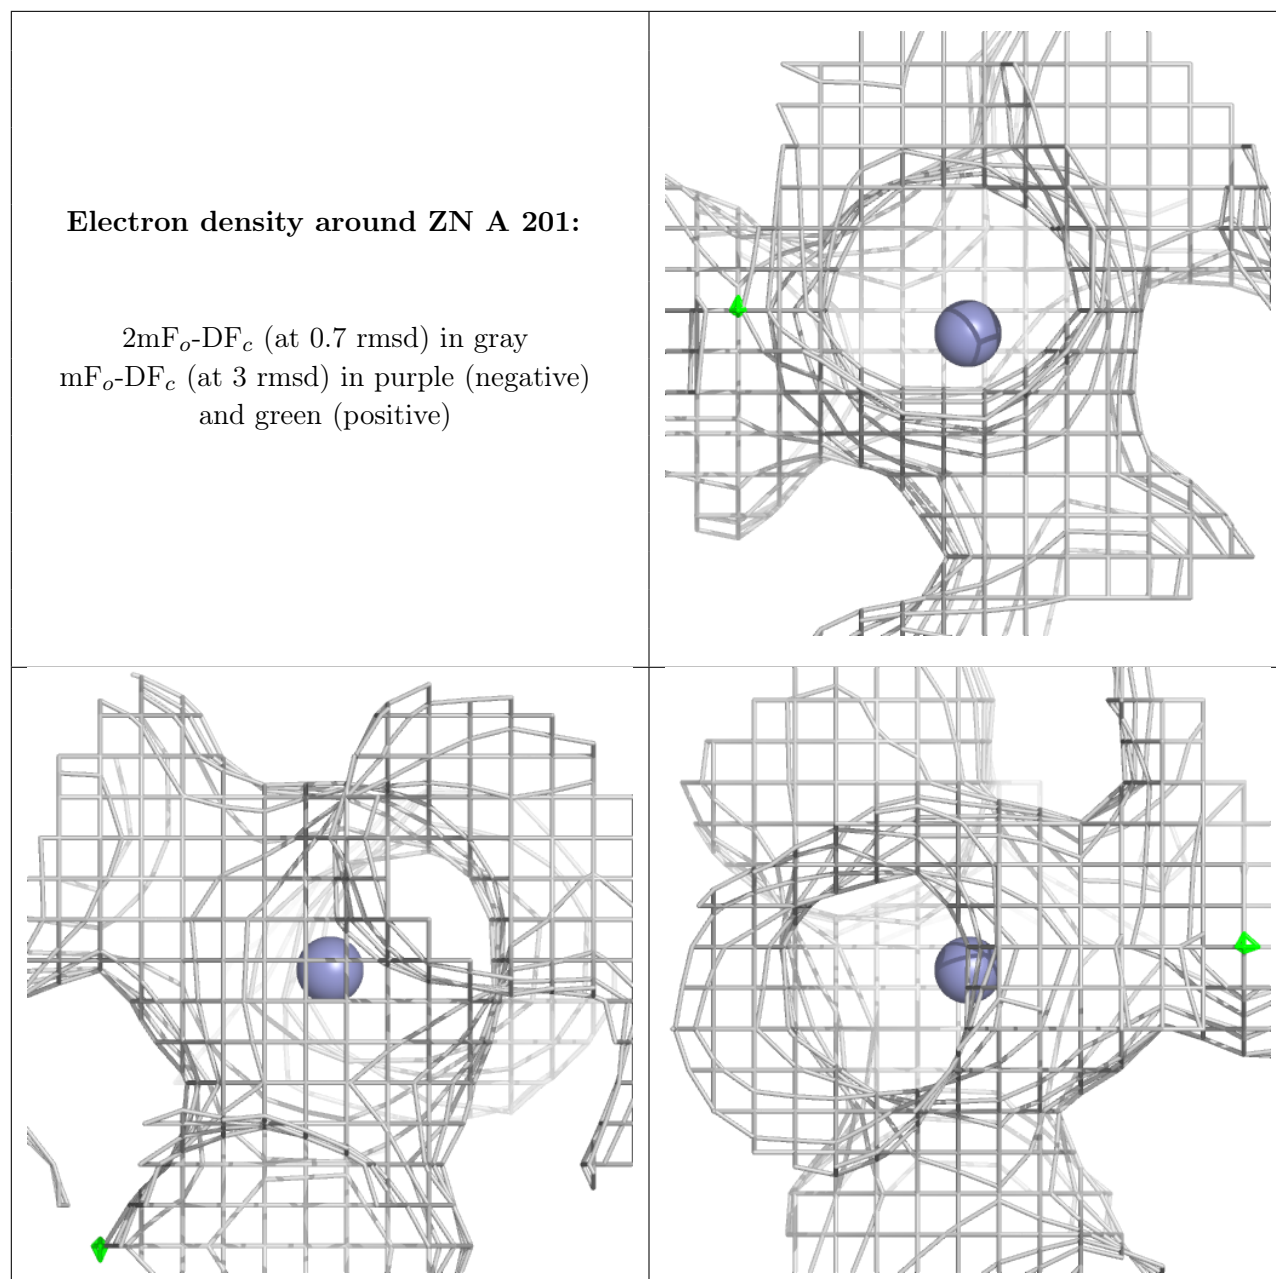 Electron density around ZN A 201:
2mFo-DFc (at 0.7 rmsd) in gray
mFo-DFc (at 3 rmsd) in purple (negative)
and green (positive)